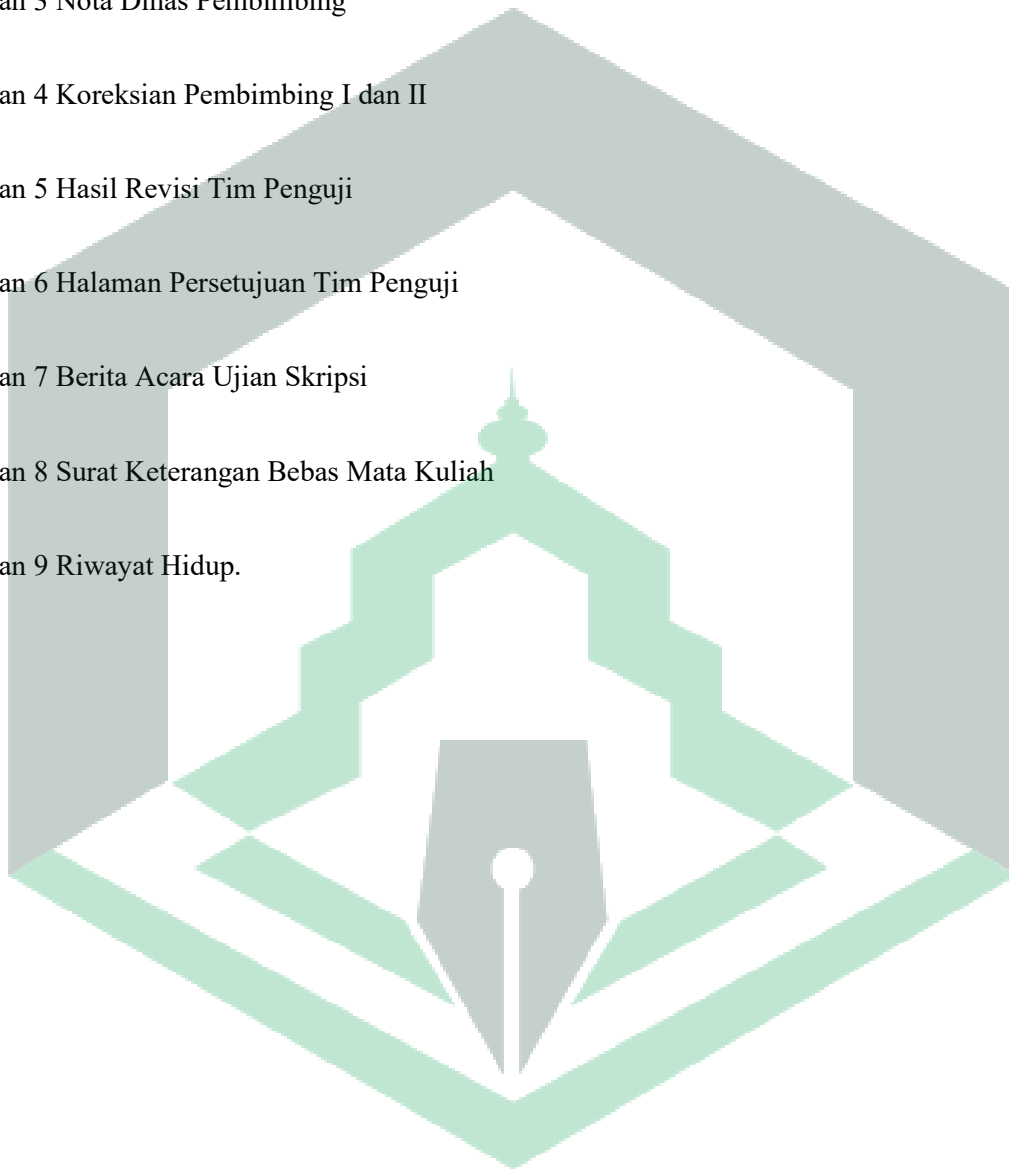 an 3 Nota Dinas Pembimbing
an 4 Koreksian Pembimbing I dan II
an 5 Hasil Revisi Tim Penguji
an 6 Halaman Persetujuan Tim Penguji
an 7 Berita Acara Ujian Skripsi
an 8 Surat Keterangan Bebas Mata Kuliah
an 9 Riwayat Hidup.